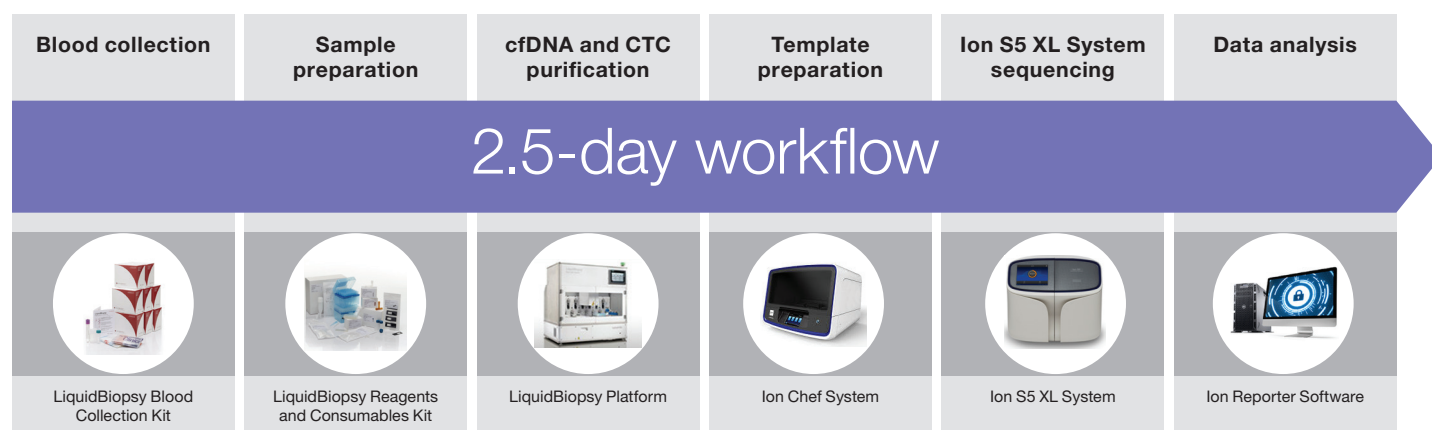 Blood collection
Sample
preparation
cfDNA and CTC
purification
Template
preparation
Ion S5 XL System
sequencing
Data analysis
2.5-day workflow
LiquidBiopsy Blood
Collection Kit
LiquidBiopsy Reagents
and Consumables Kit
LiquidBiopsy Platform
Ion Chef System
Ion S5 XL System
Ion Reporter Software